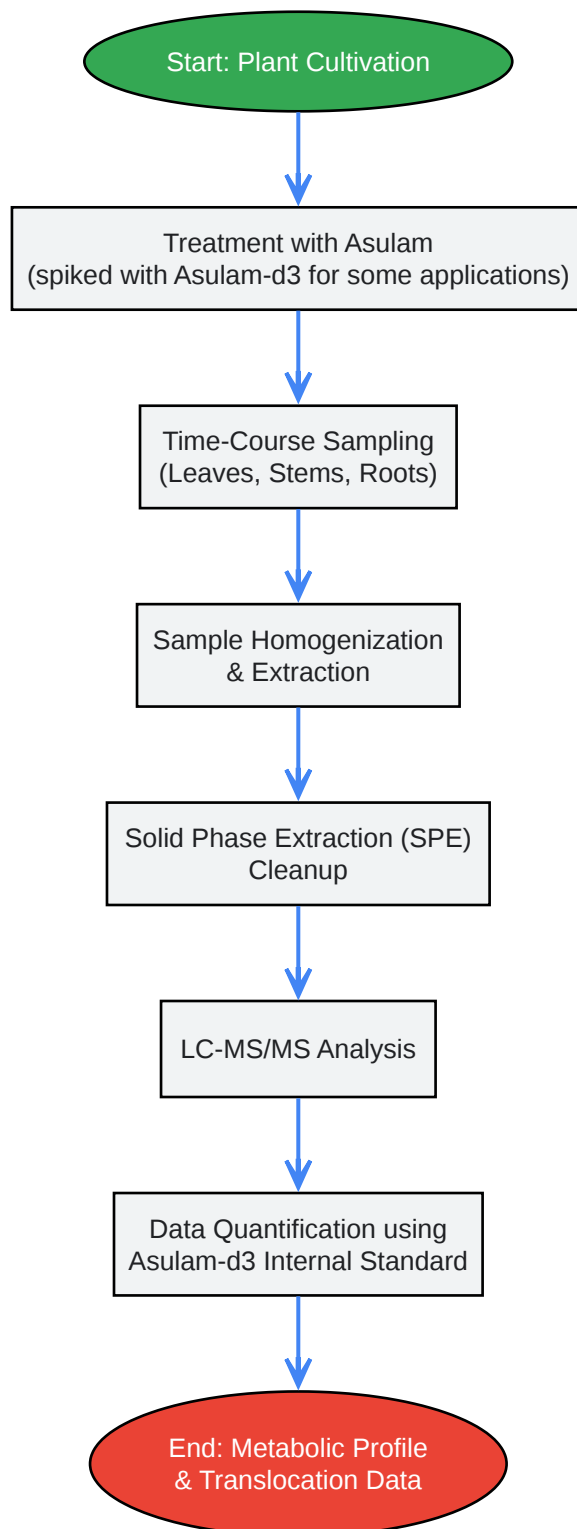 Start: Plant Cultivation
Treatment with Asulam
(spiked with Asulam-d3 for some applications)
Time-Course Sampling
(Leaves, Stems, Roots)
Sample Homogenization
& Extraction
Solid Phase Extraction (SPE)
Cleanup
LC-MS/MS Analysis
Data Quantification using
Asulam-d3 Internal Standard
End: Metabolic Profile
& Translocation Data